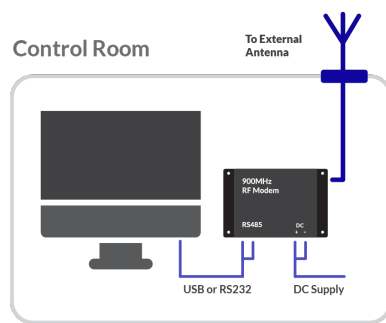 To External
Antenna
Control Room
900MHz
RF Modem
RS485
DC
+ -
USB or RS232
DC Supply